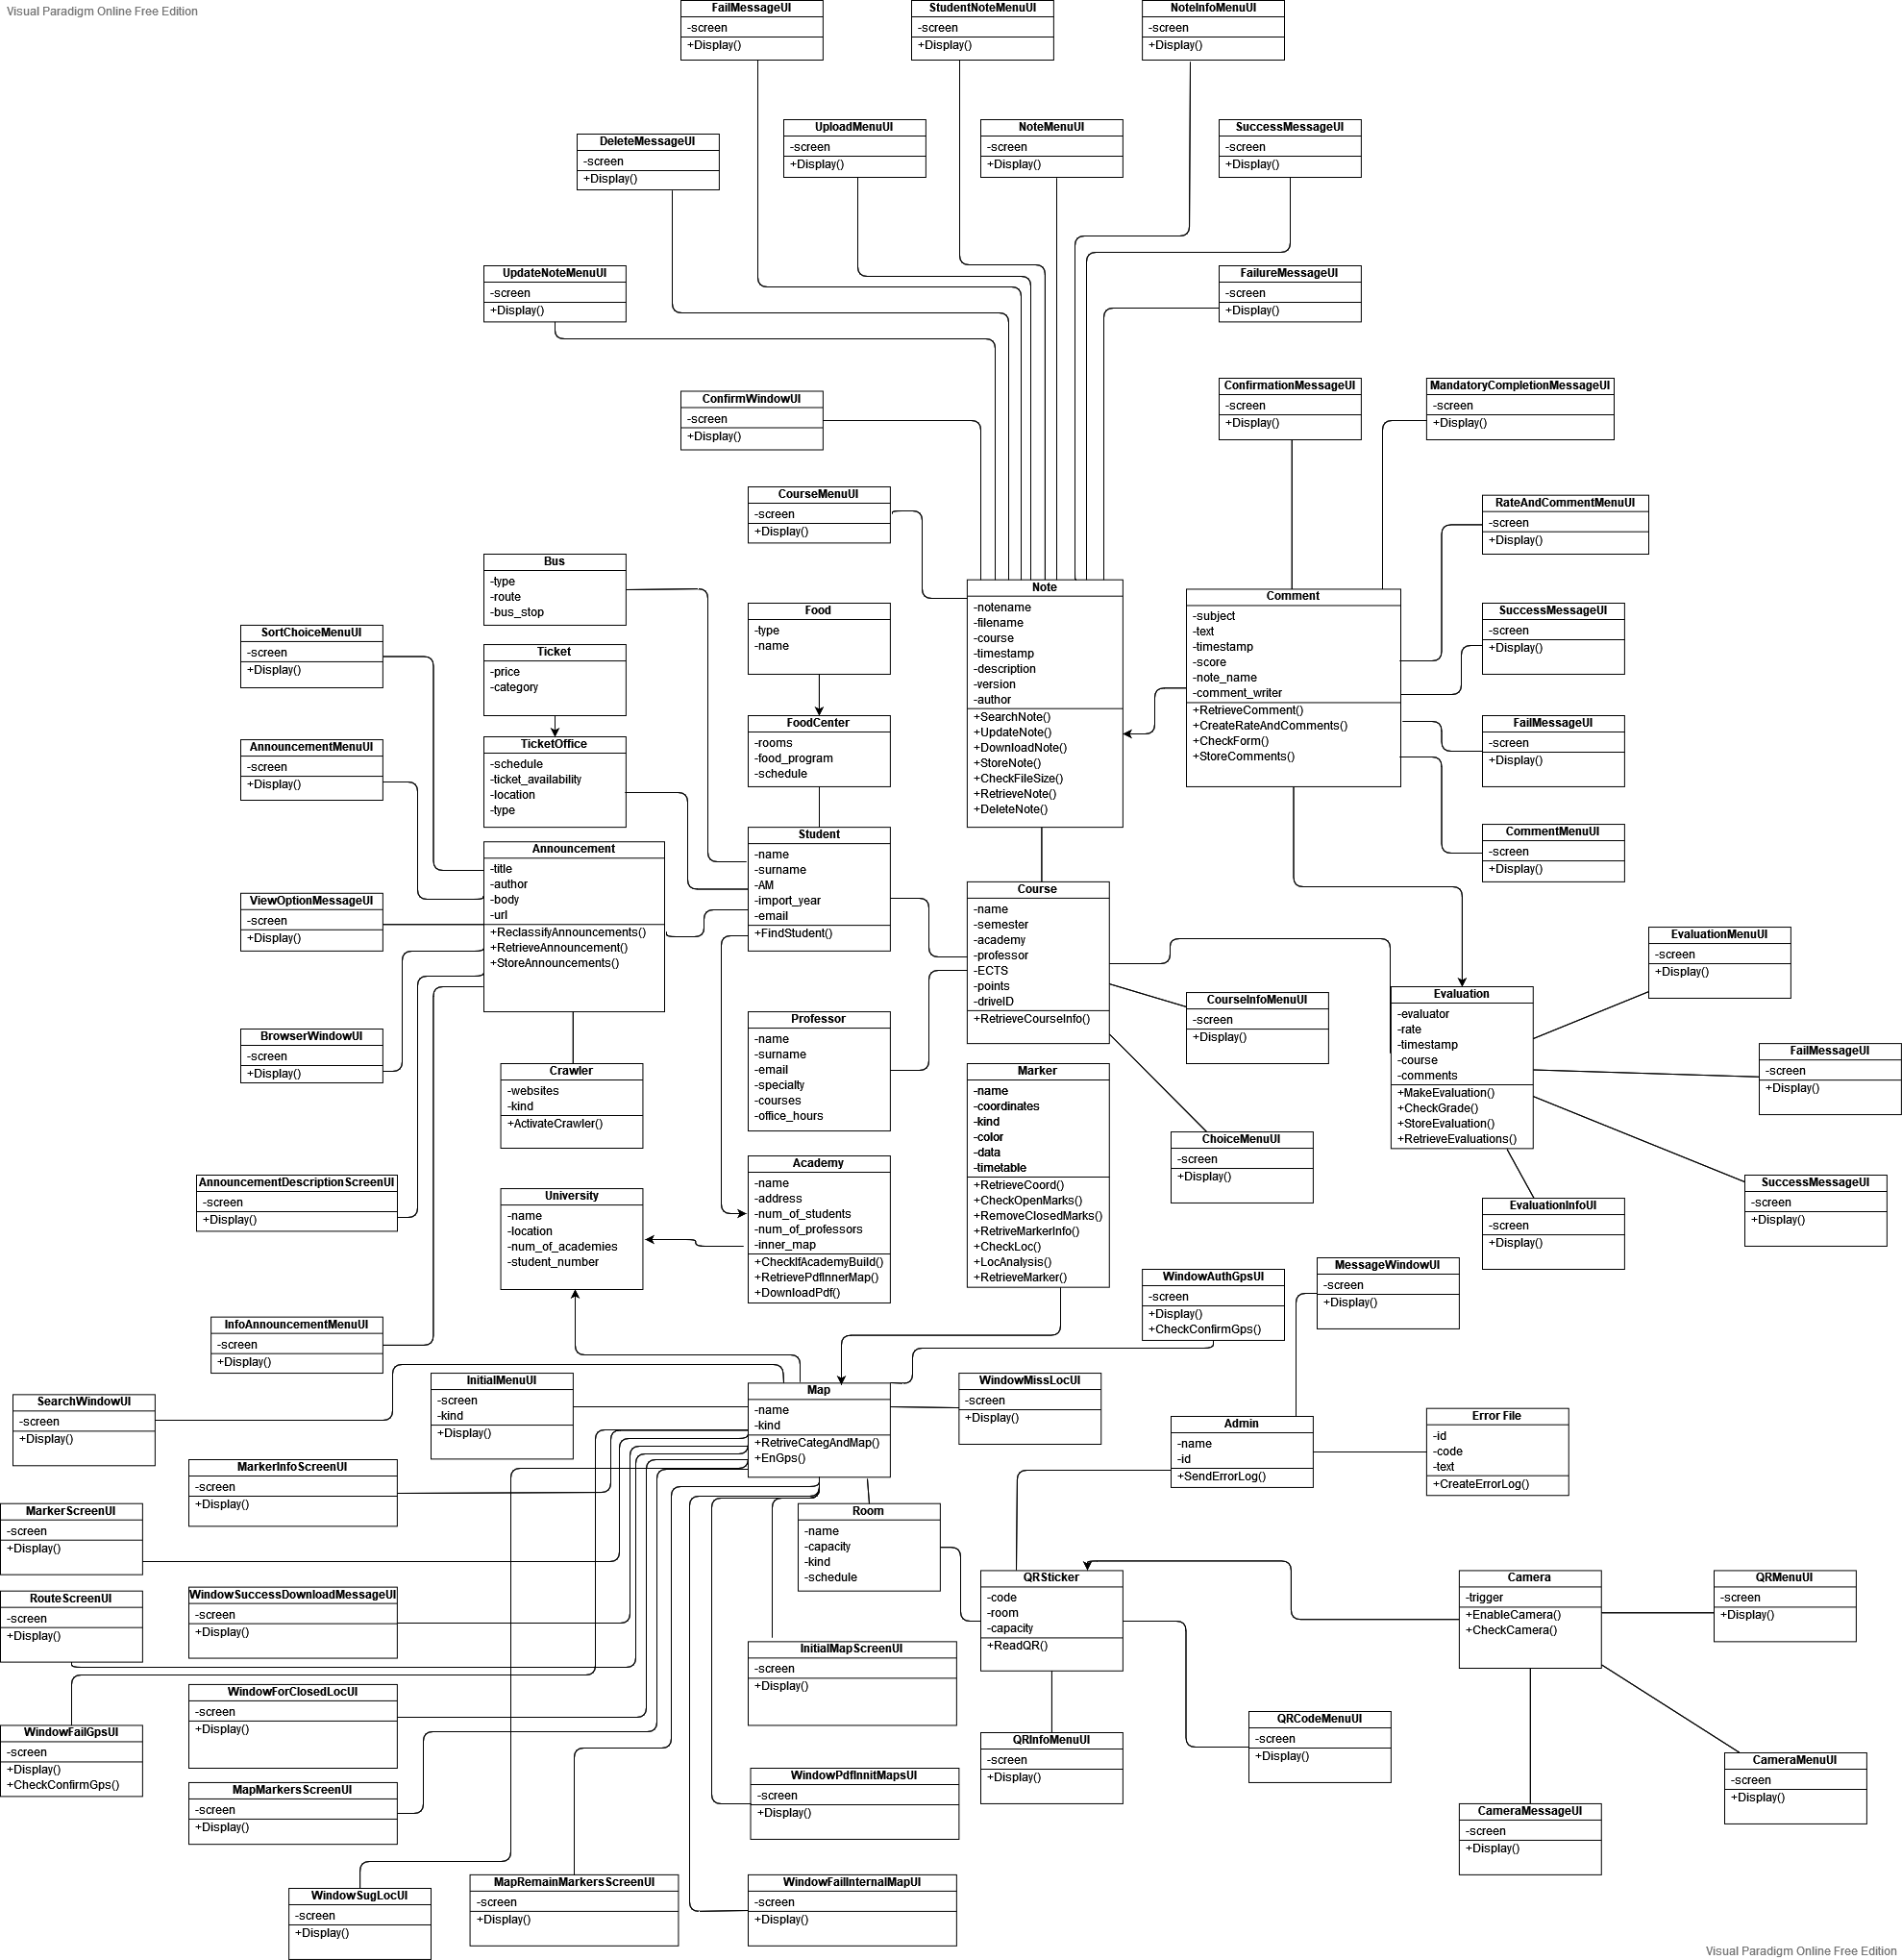 Visual Paradigm Online Free Edition
FailMessageUI
-screen
+Display()
StudentNoteMenuUI
-screen
+Display()
NoteInfoMenuUI
-screen
+Display()
DeleteMessageUI
-screen
+Display()
UploadMenuUI
-screen
+Display()
NoteMenuUI
-screen
+Display()
SuccessMessageUI
-screen
+Display()
UpdateNoteMenuUI
-screen
+Display()
FailureMessageUI
-screen
+Display()
ConfirmWindowUI
-screen
+Display()
ConfirmationMessageUI
-screen
+Display()
MandatoryCompletionMessageUI
-screen
+Display()
CourseMenuUI
-screen
+Display()
RateAndCommentMenuUI
-screen
+Display()
Bus
-type
-route
-bus_stop
Food
-type
-name
Note
-notename
-filename
-course
-timestamp
-description
-version
-author
+SearchNote()
+UpdateNote()
+DownloadNote()
+StoreNote()
+CheckFileSize()
+RetrieveNote()
+DeleteNote()
Comment
-subject
-text
-timestamp
-score
-note_name
-comment_writer
+RetrieveComment()
+CreateRateAndComments()
+CheckForm()
+StoreComments()
SuccessMessageUI
-screen
+Display()
SortChoiceMenuUI
-screen
+Display()
Ticket
-price
-category
FoodCenter
-rooms
-food_program
-schedule
FailMessageUI
-screen
+Display()
AnnouncementMenuUI
-screen
+Display()
TicketOffice
-schedule
-ticket_availability
-location
-type
CommentMenuUI
-screen
+Display()
Student
-name
-surname
-AM
-import_year
-email
+FindStudent()
Announcement
-title
-author
-body
-url
+ReclassifyAnnouncements()
+RetrieveAnnouncement()
+StoreAnnouncements()
Course
-name
-semester
-academy
-professor
-ECTS
-points
-driveID
+RetrieveCourseInfo()
ViewOptionMessageUI
-screen
+Display()
EvaluationMenuUI
-screen
+Display()
Evaluation
-evaluator
-rate
-timestamp
-course
-comments
+MakeEvaluation()
+CheckGrade()
+StoreEvaluation()
+RetrieveEvaluations()
CourseInfoMenuUI
-screen
+Display()
Professor
-name
-surname
-email
-specialty
-courses
-office_hours
BrowserWindowUI
-screen
+Display()
FailMessageUI
-screen
+Display()
Crawler
-websites
-kind
+ActivateCrawler()
Marker
-name
-coordinates
-kind
-color
-data
-timetable
+RetrieveCoord()
+CheckOpenMarks()
+RemoveClosedMarks()
+RetriveMarkerInfo()
+CheckLoc()
+LocAnalysis()
+RetrieveMarker()
ChoiceMenuUI
-screen
+Display()
Academy
-name
-address
-num_of_students
-num_of_professors
-inner_map
+CheckIfAcademyBuild()
+RetrievePdfInnerMap()
+DownloadPdf()
AnnouncementDescriptionScreenUI
-screen
+Display()
SuccessMessageUI
-screen
+Display()
University
-name
-location
-num_of_academies
-student_number
EvaluationInfoUI
-screen
+Display()
MessageWindowUI
-screen
+Display()
WindowAuthGpsUI
-screen
+Display()
+CheckConfirmGps()
InfoAnnouncementMenuUI
-screen
+Display()
InitialMenuUI
-screen
-kind
+Display()
Map
-name
-kind
+RetriveCategAndMap()
+EnGps()
WindowMissLocUI
-screen
+Display()
SearchWindowUI
-screen
+Display()
Admin
-name
-id
+SendErrorLog()
Error File
-id
-code
-text
+CreateErrorLog()
MarkerInfoScreenUI
-screen
+Display()
MarkerScreenUI
-screen
+Display()
Room
-name
-capacity
-kind
-schedule
QRSticker
-code
-room
-capacity
+ReadQR()
Camera
-trigger
+EnableCamera()
+CheckCamera()
QRMenuUI
-screen
+Display()
WindowSuccessDownloadMessageUI
-screen
+Display()
RouteScreenUI
-screen
+Display()
InitialMapScreenUI
-screen
+Display()
WindowForClosedLocUI
-screen
+Display()
WindowFailGpsUI
-screen
+Display()
+CheckConfirmGps()
QRCodeMenuUI
-screen
+Display()
QRInfoMenuUI
-screen
+Display()
CameraMenuUI
-screen
+Display()
WindowPdfInnitMapsUI
-screen
+Display()
MapMarkersScreenUI
-screen
+Display()
CameraMessageUI
-screen
+Display()
MapRemainMarkersScreenUI
-screen
+Display()
WindowFailInternalMapUI
-screen
+Display()
WindowSugLocUI
-screen
+Display()
Visual Paradigm Online Free Edition